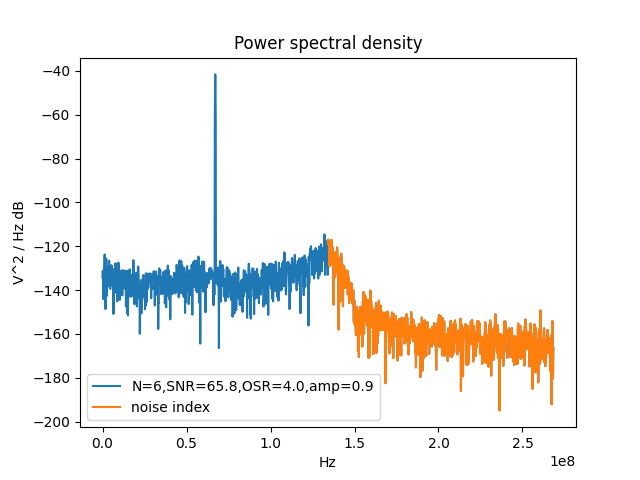 Power spectral density
V^2 / Hz dB
−40
−60
−80
−100
−120
−140
−160
−180
−200
N=6,SNR=65.8,OSR=4.0,amp=0.9
noise index
0.0 0.5 1.0 1.5 2.0 2.5
1e8
Hz